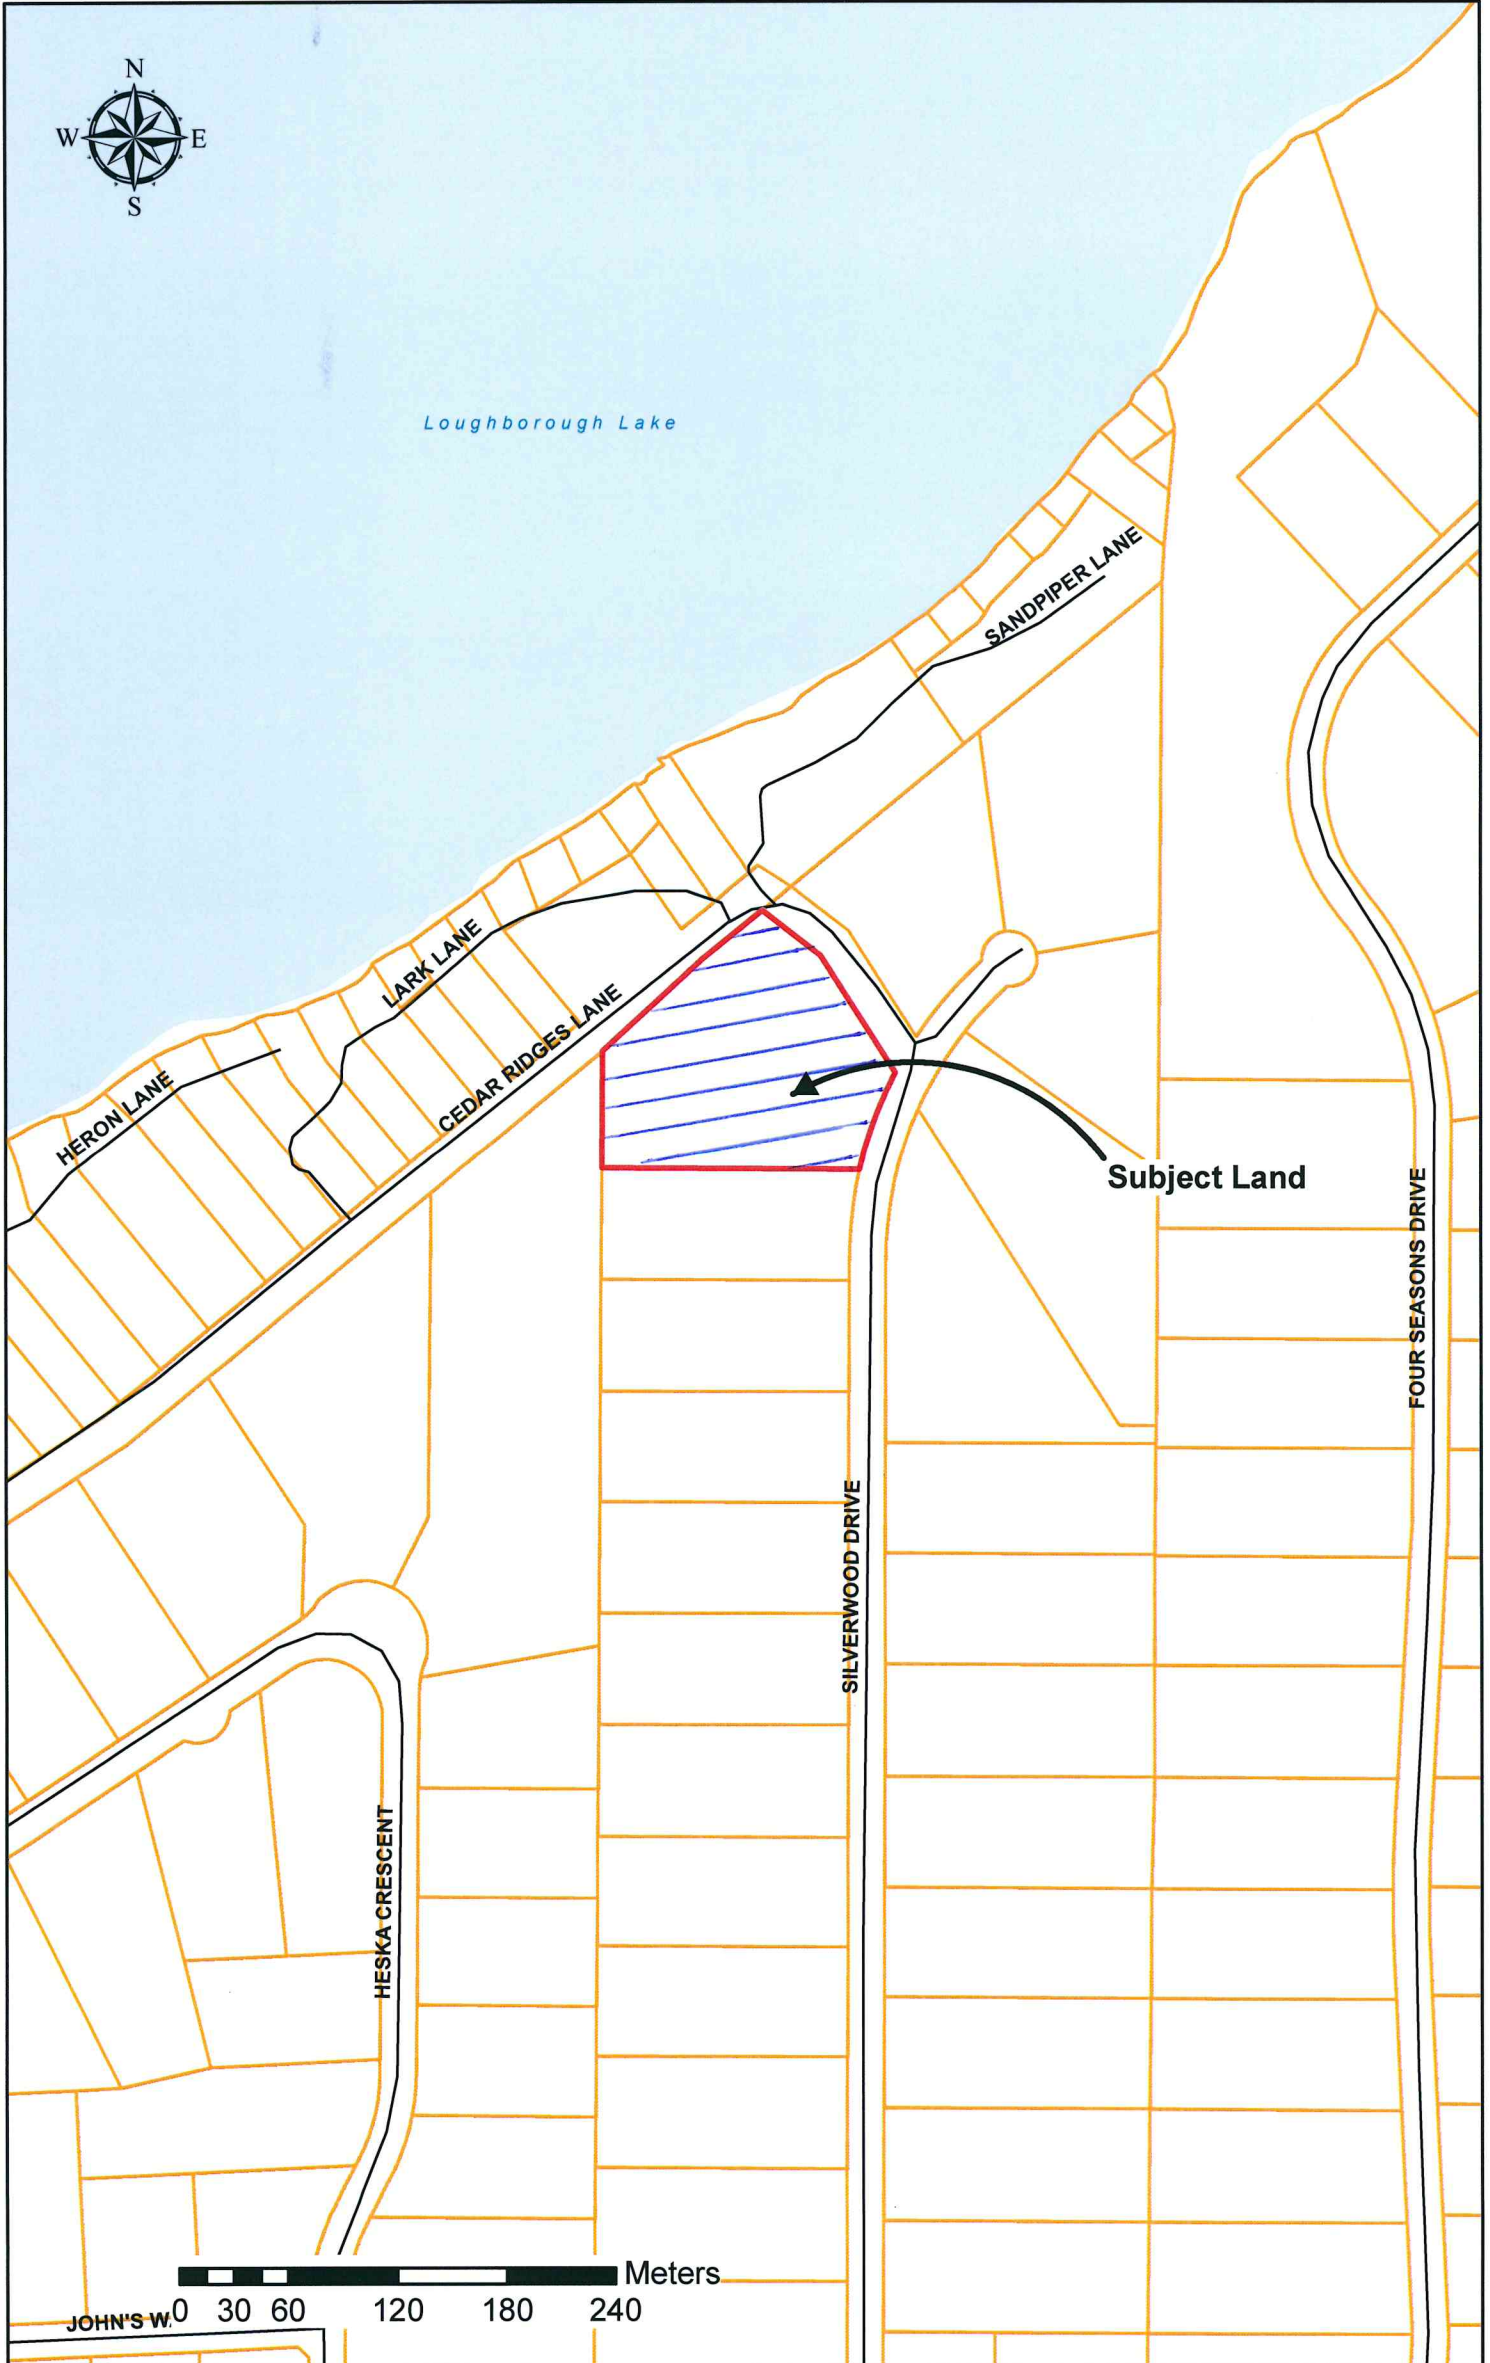 N
W E
S
Loughborough Lake
SANDPIPER LANE
LARK LANE
CEDAR RIDGES LANE
HERON LANE
Subject Land
FOUR SEASONS DRIVE
SILVERWOOD DRIVE
HESKA CRESCENT
Meters
0 30 60 120 180 240
JOHN'S W